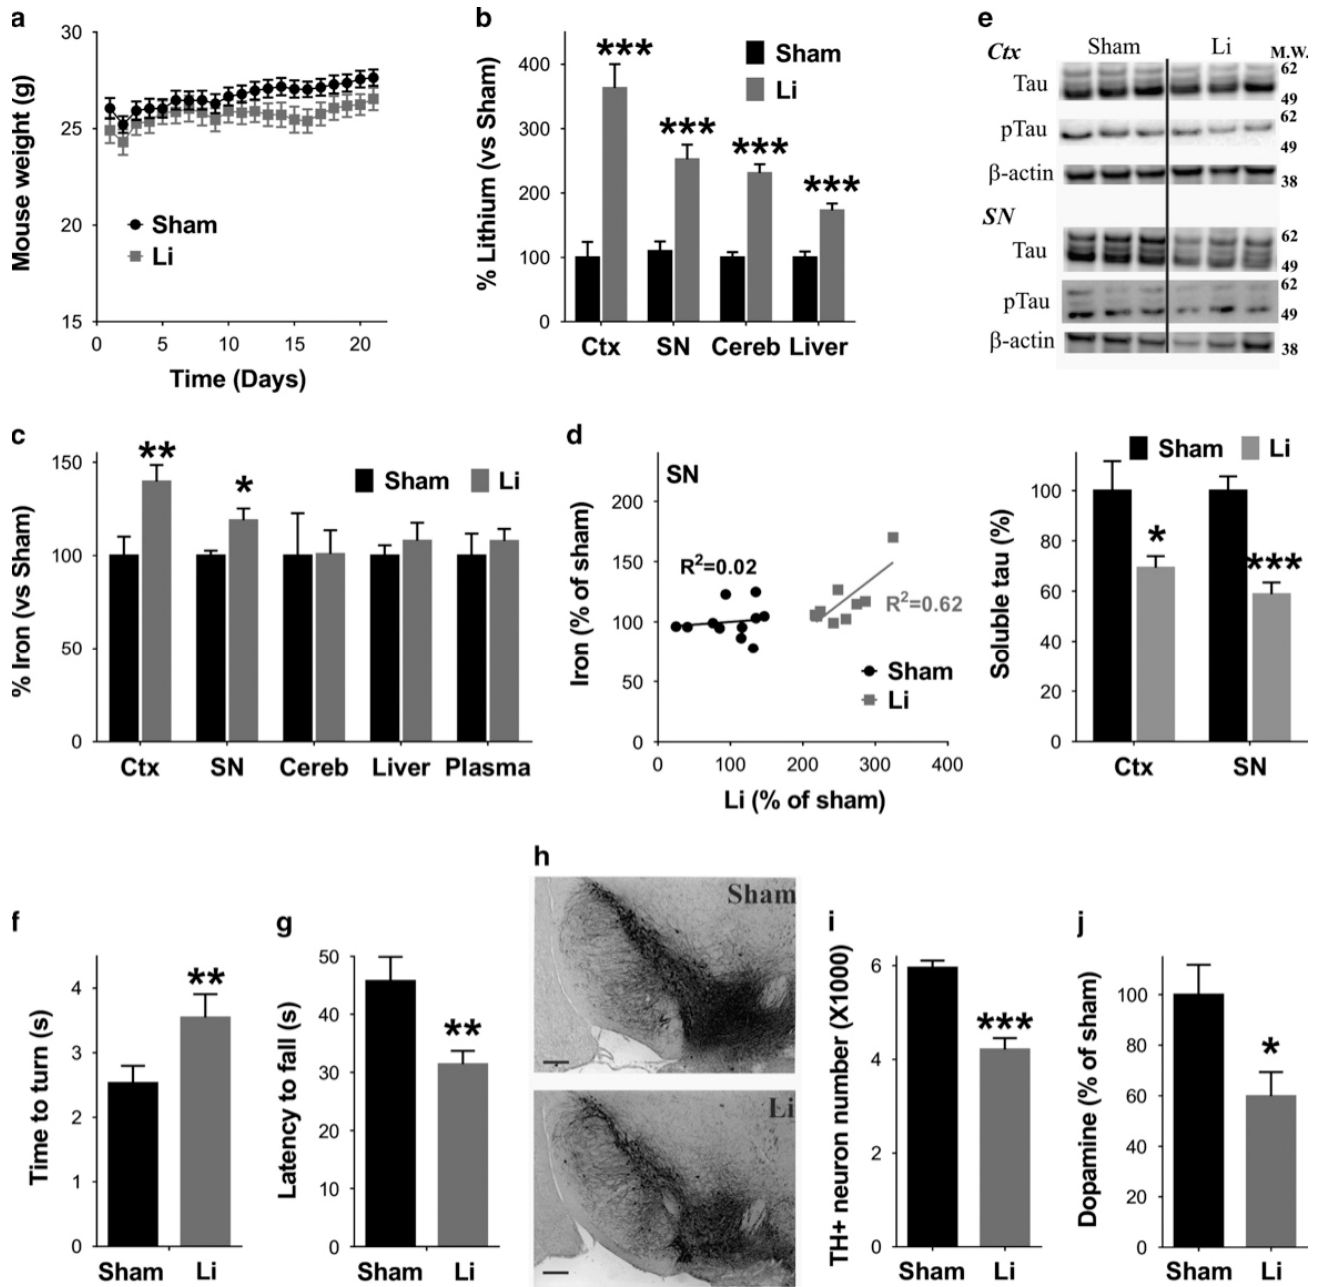 a
30
25
20
15
Mouse weight (g)
Sham
Li
0 5 10 15 20
Time (Days)
b
400
300
200
100
0
% Lithium (vs Sham)
Sham
Li
***
***
***
***
Ctx SN Cereb Liver
e
Ctx Sham Li M.W.
Tau 62
49
pTau 62
49
β-actin 38
SN
Tau 62
49
pTau 62
49
β-actin 38
c
150
100
50
0
% Iron (vs Sham)
**
*
Sham Li
Ctx SN Cereb Liver Plasma
d
SN
200
150
100
50
0
Iron (% of sham)
R²=0.02
R²=0.62
Sham
Li
0 100 200 300 400
Li (% of sham)
Sham Li
100
80
60
40
20
0
Soluble tau (%)
*
***
Ctx SN
f
4
3
2
1
0
Time to turn (s)
**
Sham Li
g
50
40
30
20
10
0
Latency to fall (s)
**
Sham Li
h
Sham
Li
i
6
4
2
0
TH+ neuron number (X1000)
***
Sham Li
j
100
80
60
40
20
0
Dopamine (% of sham)
*
Sham Li